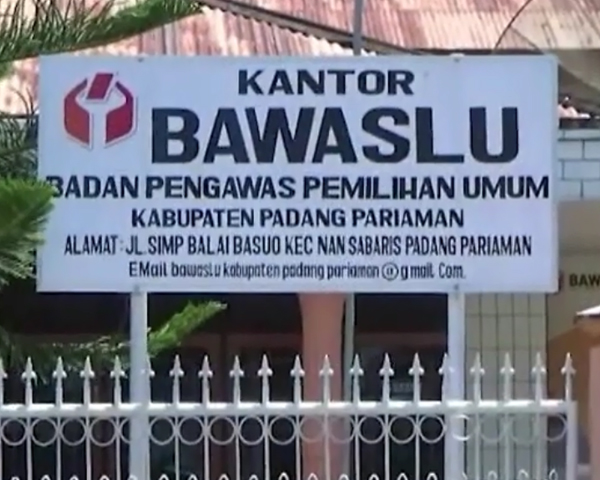 KANTOR
BAWASLU
BADAN PENGAWAS PEMILIHAN UMUM
KABUPATEN PADANG PARIAMAN
ALAMAT : JL. SIMP BALAI BASUO KEC NAN SABARIS PADANG PARIAMAN
EMail bawaslu kabupaten padang pariaman @ g mail. Com.
BAW